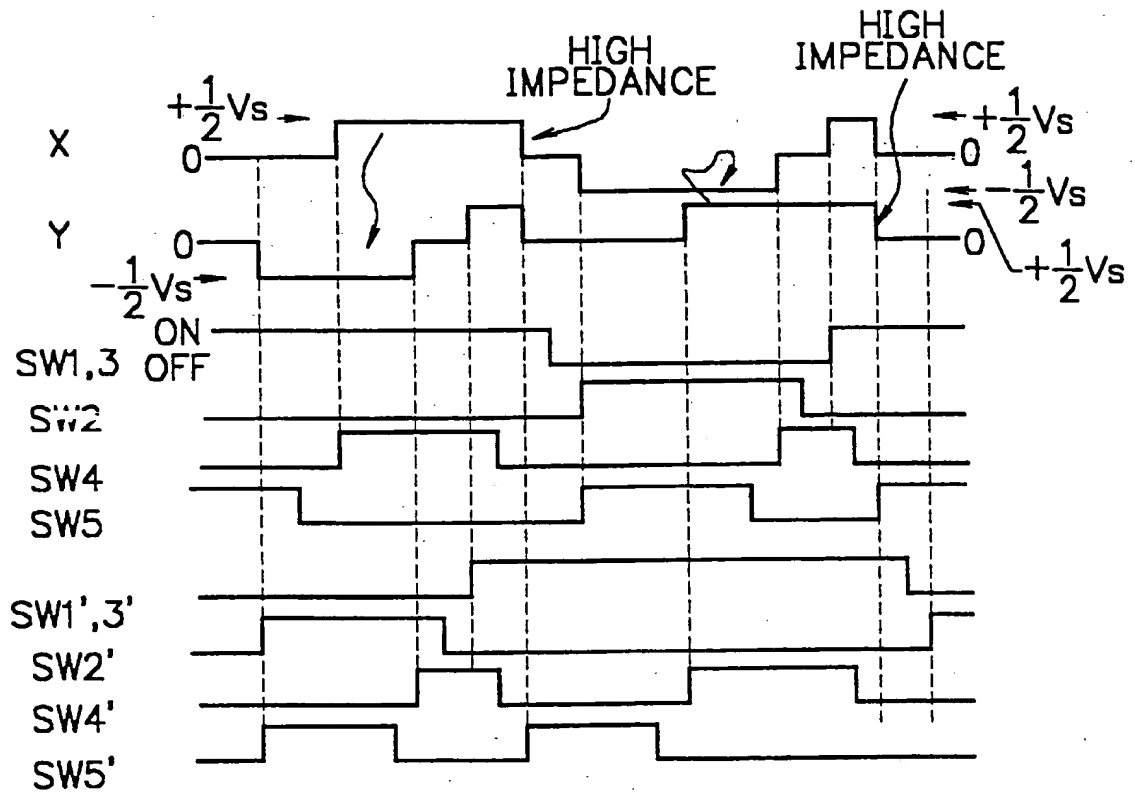 HIGH
IMPEDANCE
HIGH
IMPEDANCE
+1/2Vs
+1/2Vs
X
0
0
-1/2Vs
Y
0
0
-1/2Vs
+1/2Vs
ON
OFF
SW1,3
SW2
SW4
SW5
SW1',3'
SW2'
SW4'
SW5'